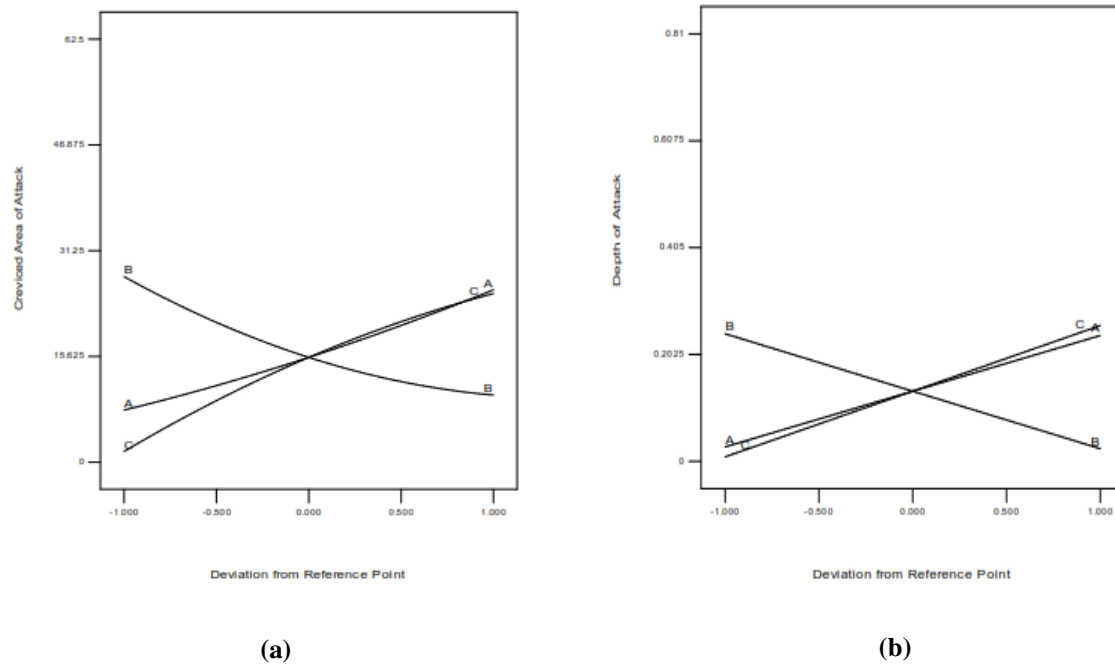 Creviced Area of Attack
62.5
46.875
31.25
15.625
0
B
A
C
C
A
B
-1.000 -0.500 0.000 0.500 1.000
Deviation from Reference Point
(a)
Depth of Attack
0.81
0.6075
0.405
0.2025
0
B
A
C
C
A
B
-1.000 -0.500 0.000 0.500 1.000
Deviation from Reference Point
(b)